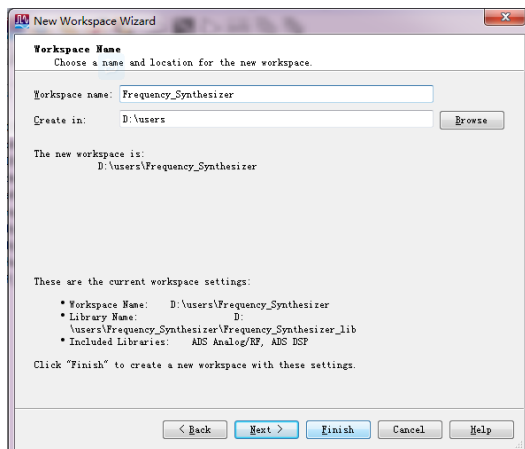 New Workspace Wizard
Workspace Name
Choose a name and location for the new workspace.
Workspace name: Frequency_Synthesizer
Create in: D:\users Browse
The new workspace is:
D:\users\Frequency_Synthesizer
These are the current workspace settings:
• Workspace Name: D:\users\Frequency_Synthesizer
• Library Name: D:
\users\Frequency_Synthesizer\Frequency_Synthesizer_lib
• Included Libraries: ADS Analog/RF, ADS DSP
Click "Finish" to create a new workspace with these settings.
< Back Next > Finish Cancel Help